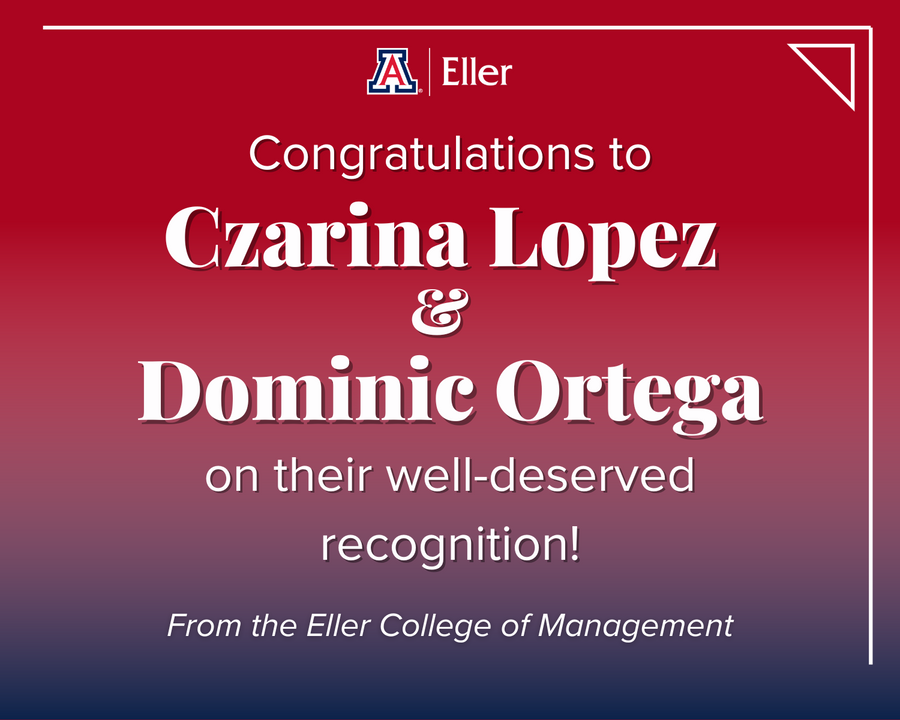 A Eller
Congratulations to
Czarina Lopez
&
Dominic Ortega
on their well-deserved
recognition!
From the Eller College of Management